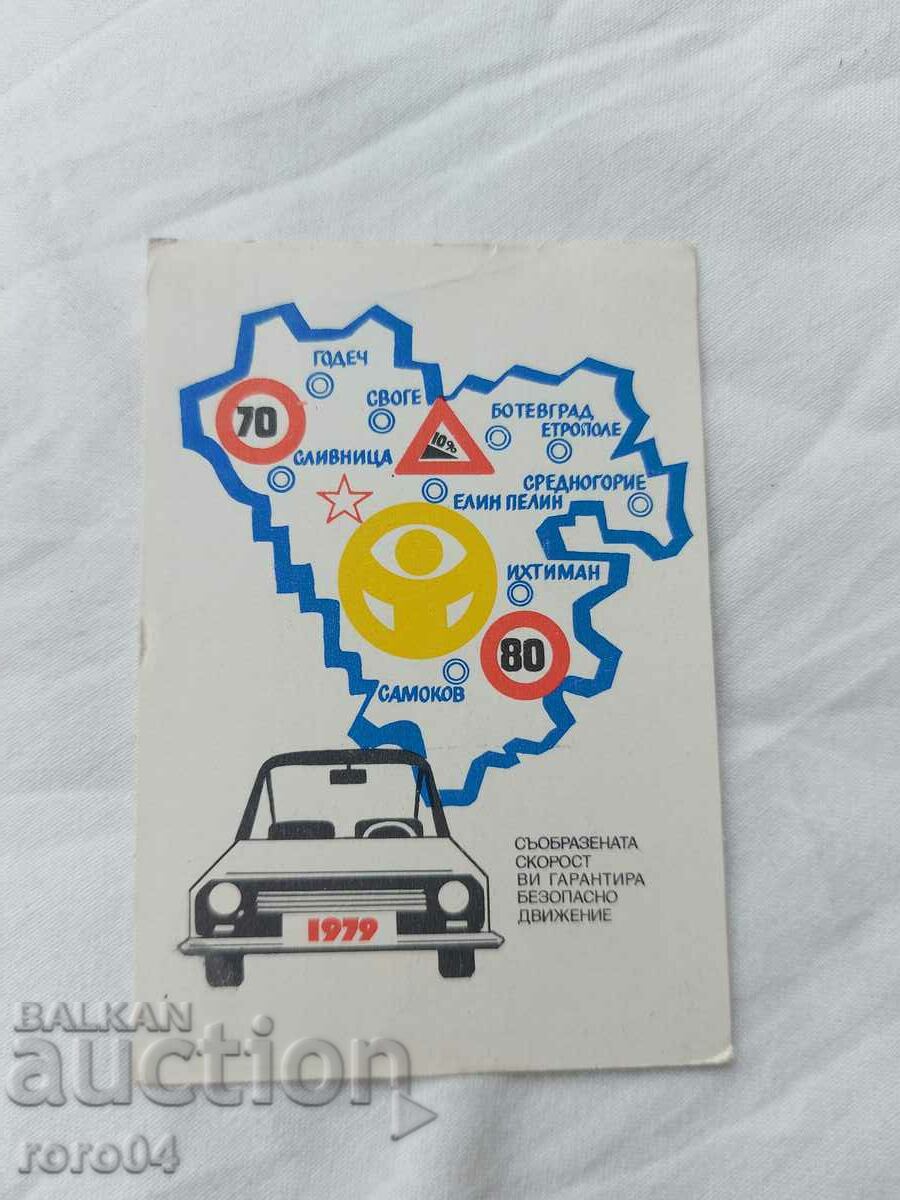 ГОДЕЧ
СВОГЕ
70
БОТЕВГРАД
ЕТРОПОЛЕ
10%
СЛИВНИЦА
СРЕДНОГОРИЕ
ЕЛИН ПЕЛИН
ИХТИМАН
80
САМОКОВ
СЪОБРАЗЕНАТА
СКОРОСТ
ВИ ГАРАНТИРА
БЕЗОПАСНО
ДВИЖЕНИЕ
1979
BALKAN
auction
roro04